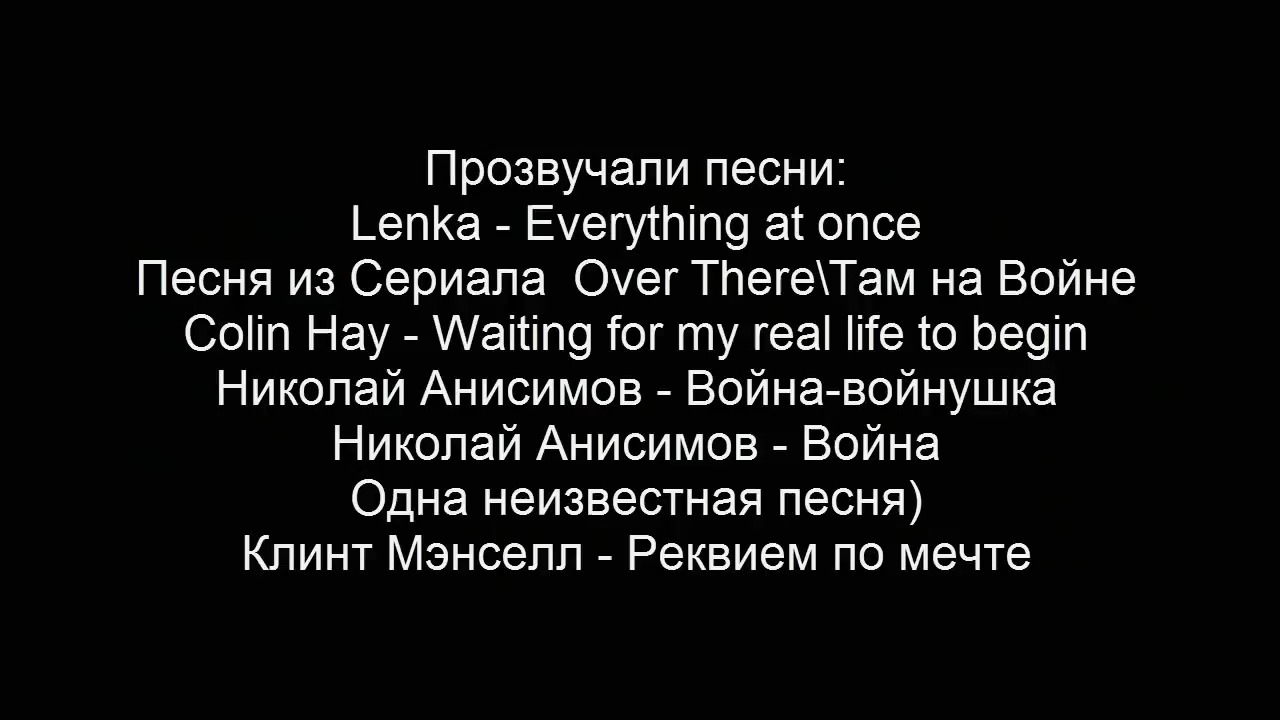 Прозвучали песни:
Lenka - Everything at once
Песня из Сериала  Over There\Там на Войне
Colin Hay - Waiting for my real life to begin
Николай Анисимов - Война-войнушка
Николай Анисимов - Война
Одна неизвестная песня)
Клинт Мэнселл - Реквием по мечте